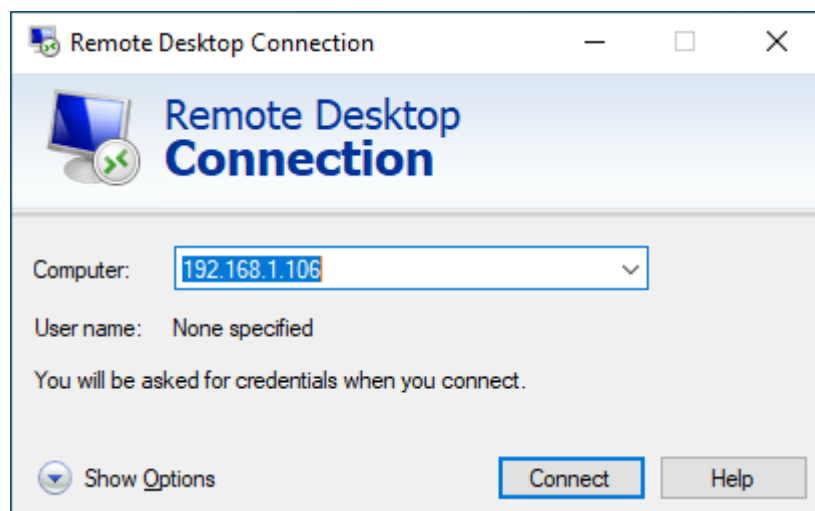 Remote Desktop Connection
Remote Desktop
Connection
Computer: 192.168.1.106
User name: None specified
You will be asked for credentials when you connect.
Show Options Connect Help